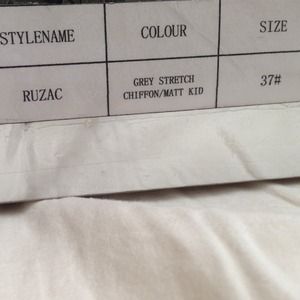 STYLENAME COLOUR SIZE
RUZAC GREY STRETCH CHIFFON/MATT KID 37#